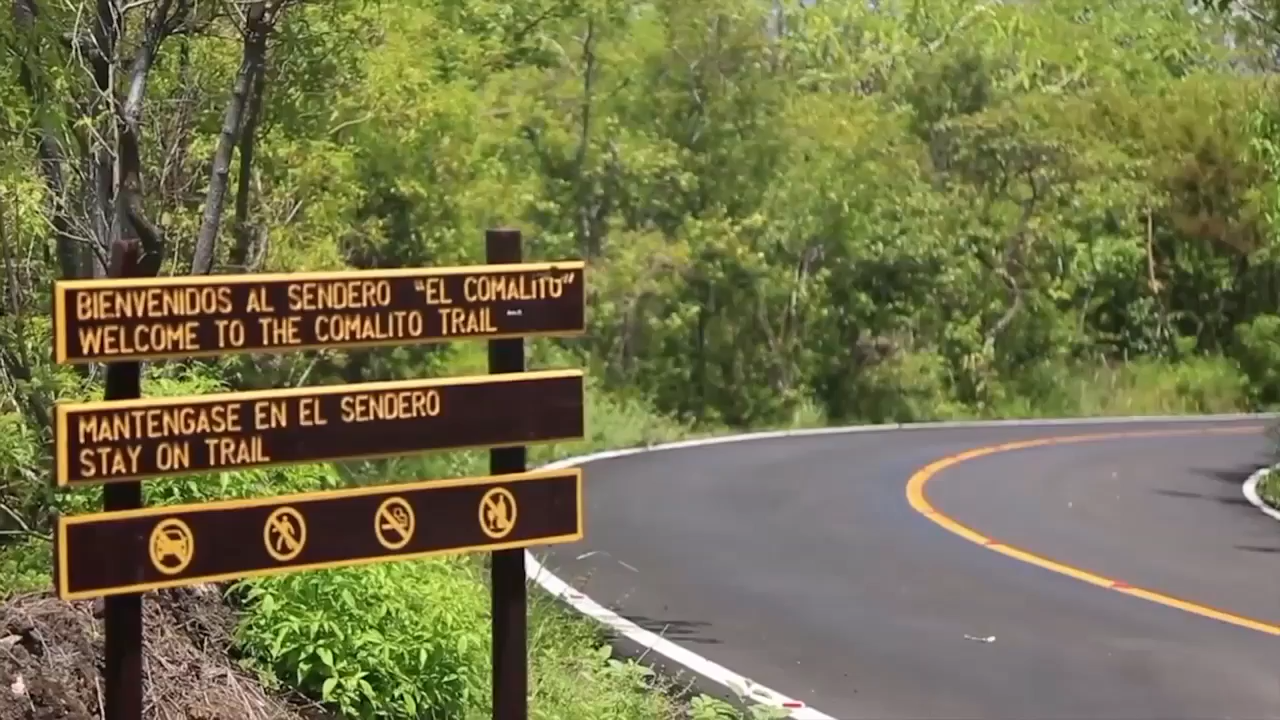 BIENVENIDOS AL SENDERO "EL COMALITO"
WELCOME TO THE COMALITO TRAIL
MANTENGASE EN EL SENDERO
STAY ON TRAIL